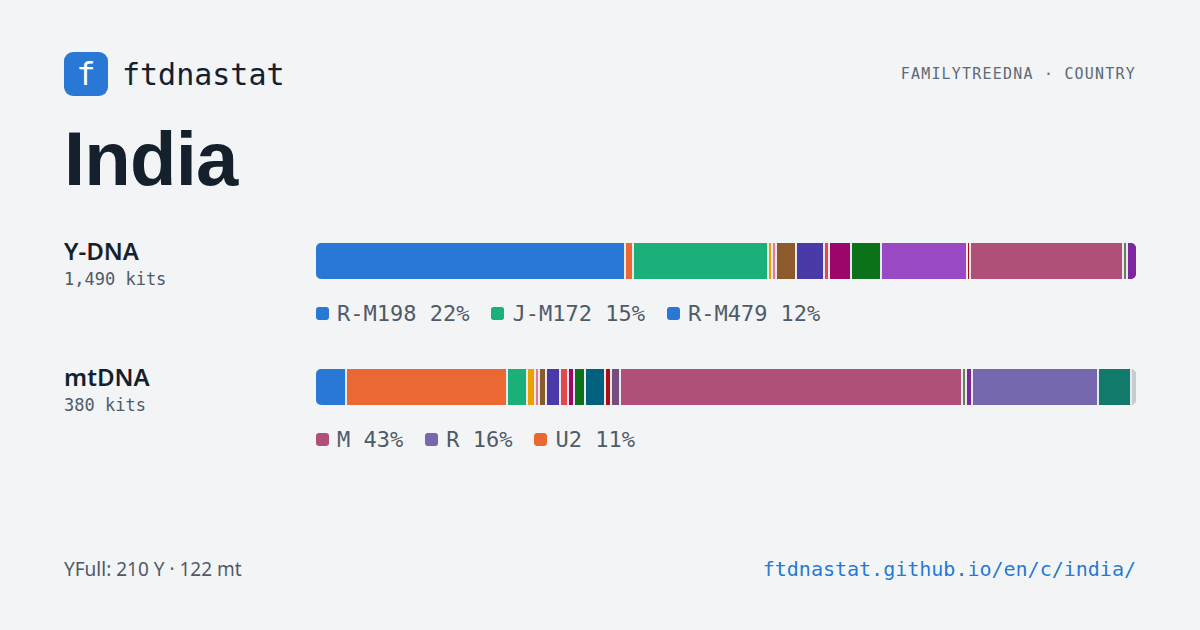 f ftdnastat
FAMILYTREEDNA · COUNTRY
India
Y-DNA
1,490 kits
R-M198 22% J-M172 15% R-M479 12%
mtDNA
380 kits
M 43% R 16% U2 11%
YFull: 210 Y · 122 mt
ftdnastat.github.io/en/c/india/